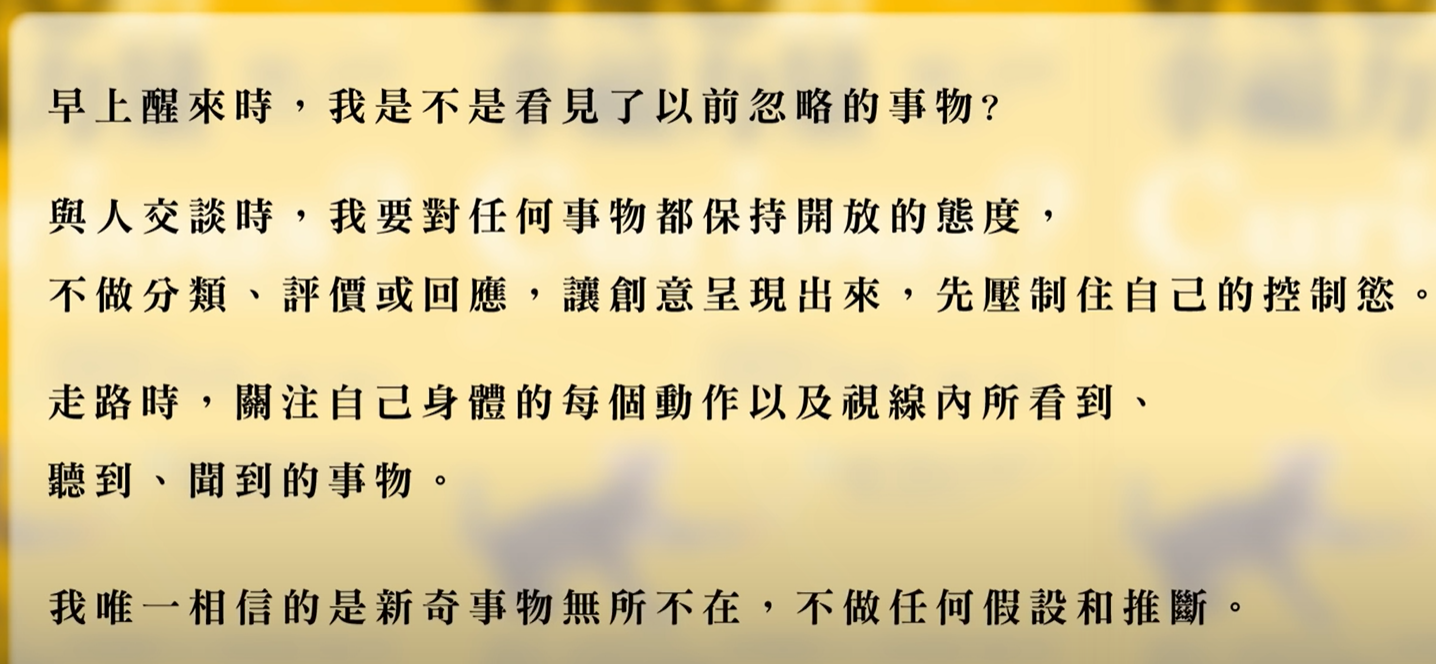 早上醒來時，我是不是看見了以前忽略的事物?
與人交談時，我要對任何事物都保持開放的態度，
不做分類、評價或回應，讓創意呈現出來，先壓制住自己的控制慾。
走路時，關注自己身體的每個動作以及視線內所看到、
聽到、聞到的事物。
我唯一相信的是新奇事物無所不在，不做任何假設和推斷。